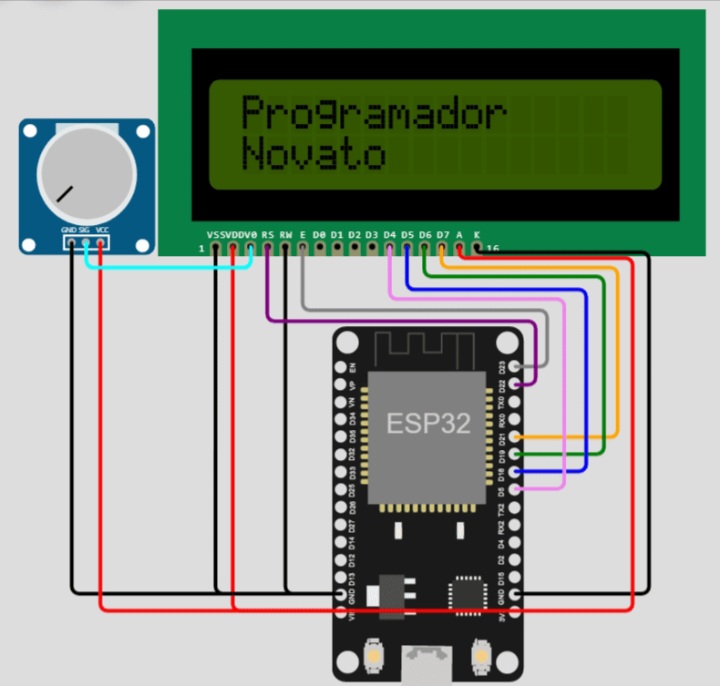 Programador
Novato
GND SIG VCC
1 VSS VDD V0 RS RW E D0 D1 D2 D3 D4 D5 D6 D7 A K 16
ESP32
EN
VP
VN
D34
D35
D32
D33
D25
D26
D27
D14
D12
D13
GND
D23
D22
TX0
RX0
D21
D19
D18
D5
TX2
RX2
D4
D2
D15
GND
3V